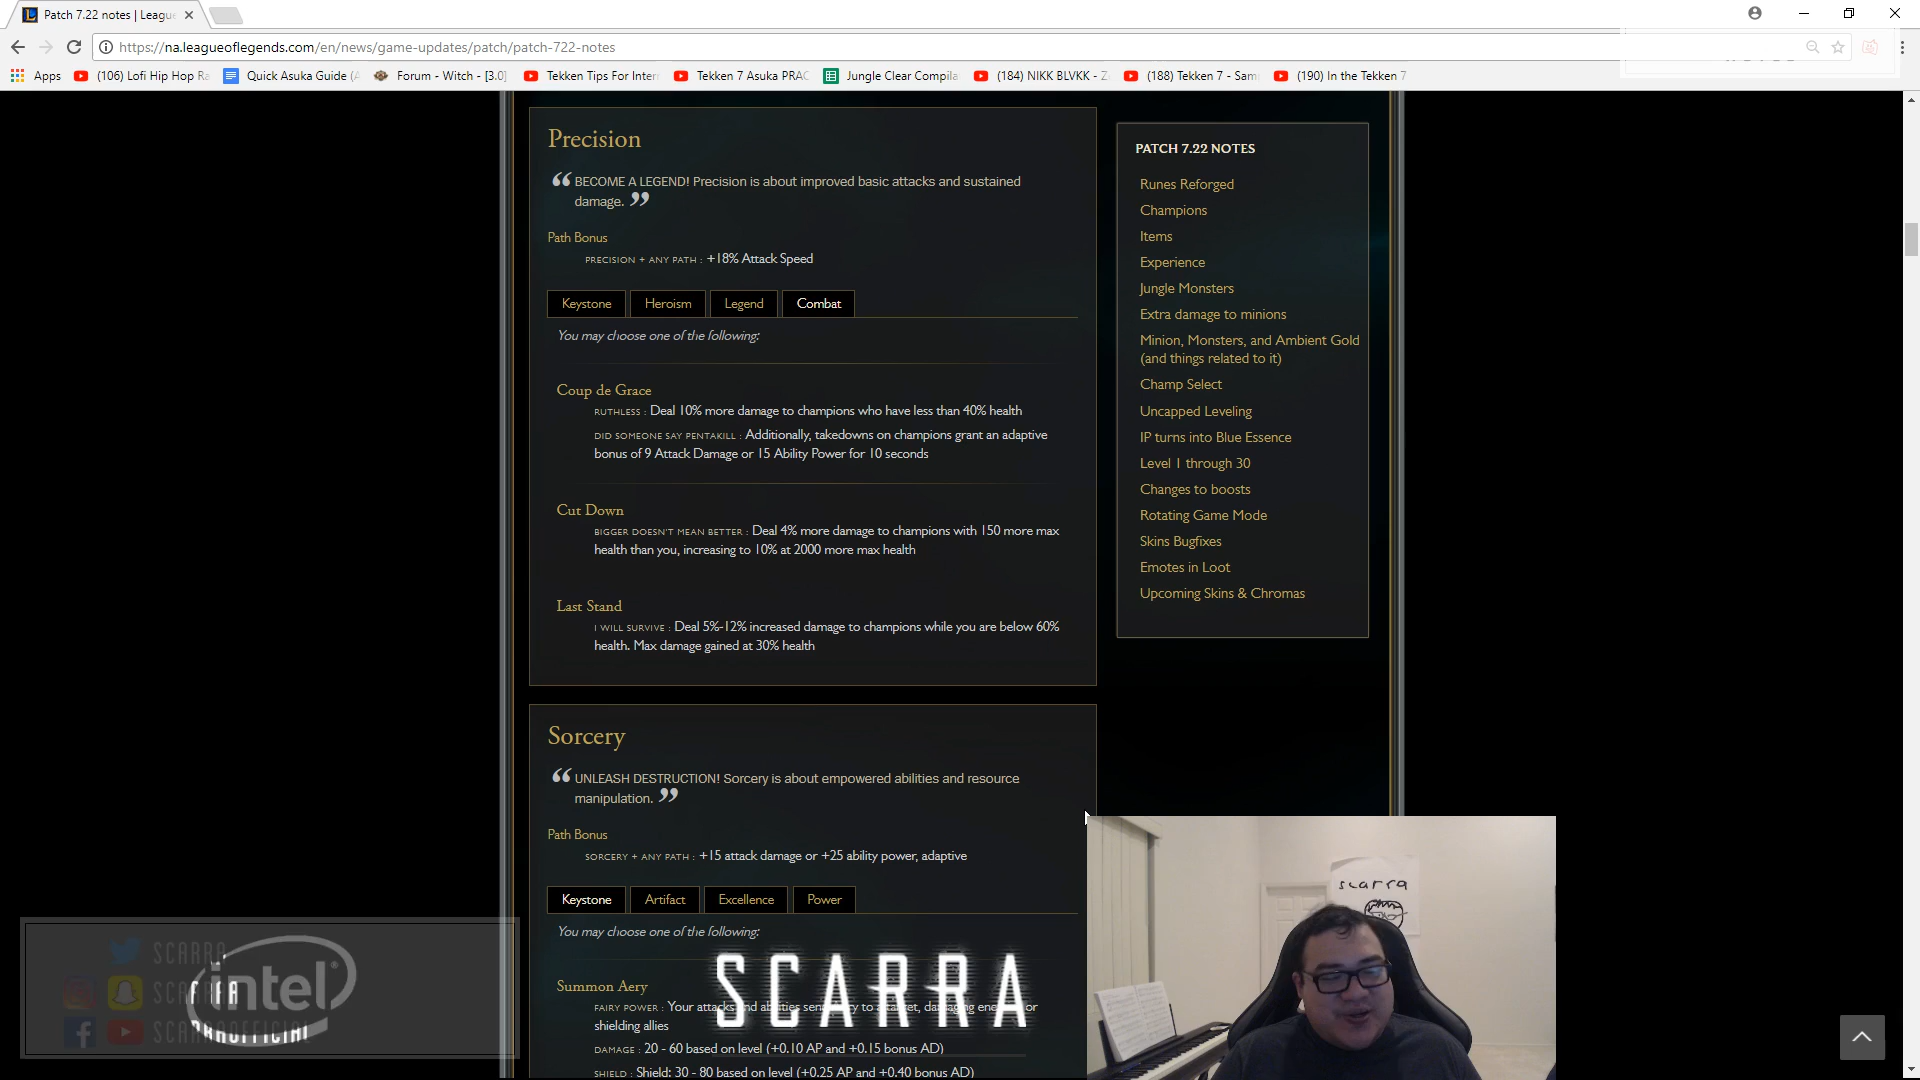 Patch 7.22 notes | Leagu
https://na.leagueoflegends.com/en/news/game-updates/patch/patch-722-notes
Apps (106) Lofi Hip Hop Ra Quick Asuka Guide (A Forum - Witch - [3.0] Tekken Tips For Inter Tekken 7 Asuka PRAC Jungle Clear Compila (184) NIKK BLVKK - Z (188) Tekken 7 - Sam (190) In the Tekken 7
Precision
“ BECOME A LEGEND! Precision is about improved basic attacks and sustained
damage. ”
Path Bonus
PRECISION + ANY PATH : +18% Attack Speed
Keystone Heroism Legend Combat
You may choose one of the following:
Coup de Grace
RUTHLESS : Deal 10% more damage to champions who have less than 40% health
DID SOMEONE SAY PENTAKILL : Additionally, takedowns on champions grant an adaptive
bonus of 9 Attack Damage or 15 Ability Power for 10 seconds
Cut Down
BIGGER DOESN'T MEAN BETTER : Deal 4% more damage to champions with 150 more max
health than you, increasing to 10% at 2000 more max health
Last Stand
I WILL SURVIVE : Deal 5%-12% increased damage to champions while you are below 60%
health. Max damage gained at 30% health
PATCH 7.22 NOTES
Runes Reforged
Champions
Items
Experience
Jungle Monsters
Extra damage to minions
Minion, Monsters, and Ambient Gold
(and things related to it)
Champ Select
Uncapped Leveling
IP turns into Blue Essence
Level 1 through 30
Changes to boosts
Rotating Game Mode
Skins Bugfixes
Emotes in Loot
Upcoming Skins & Chromas
Sorcery
“ UNLEASH DESTRUCTION! Sorcery is about empowered abilities and resource
manipulation. ”
Path Bonus
SORCERY + ANY PATH : +15 attack damage or +25 ability power, adaptive
Keystone Artifact Excellence Power
You may choose one of the following:
Summon Aery
FAIRY POWER : Your attacks and abilities to a target, or
shielding allies
DAMAGE : 20 - 60 based on level (+0.10 AP and +0.15 bonus AD)
SHIELD : Shield: 30 - 80 based on level (+0.25 AP and +0.40 bonus AD)
SCARRA
SCARRA
intel
scarra